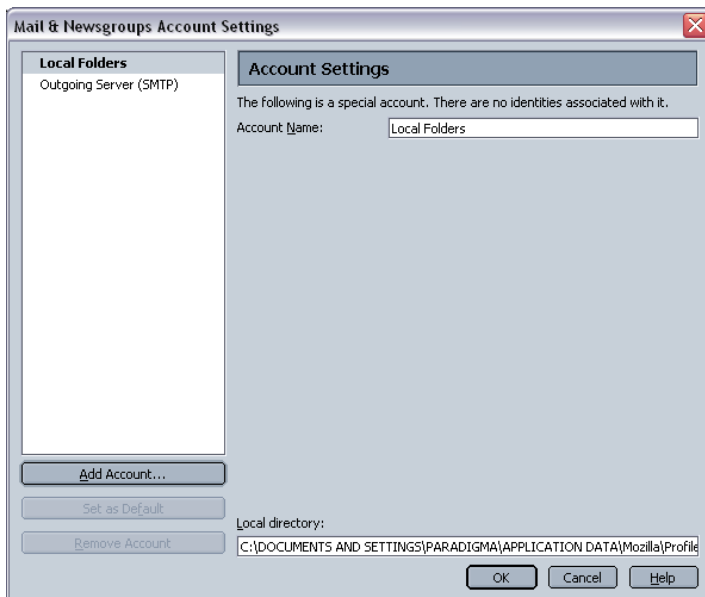 Mail & Newsgroups Account Settings
Local Folders
Outgoing Server (SMTP)
Account Settings
The following is a special account. There are no identities associated with it.
Account Name: Local Folders
Add Account...
Set as Default
Remove Account
Local directory:
C:\DOCUMENTS AND SETTINGS\PARADIGMA\APPLICATION DATA\Mozilla\Profile
OK Cancel Help